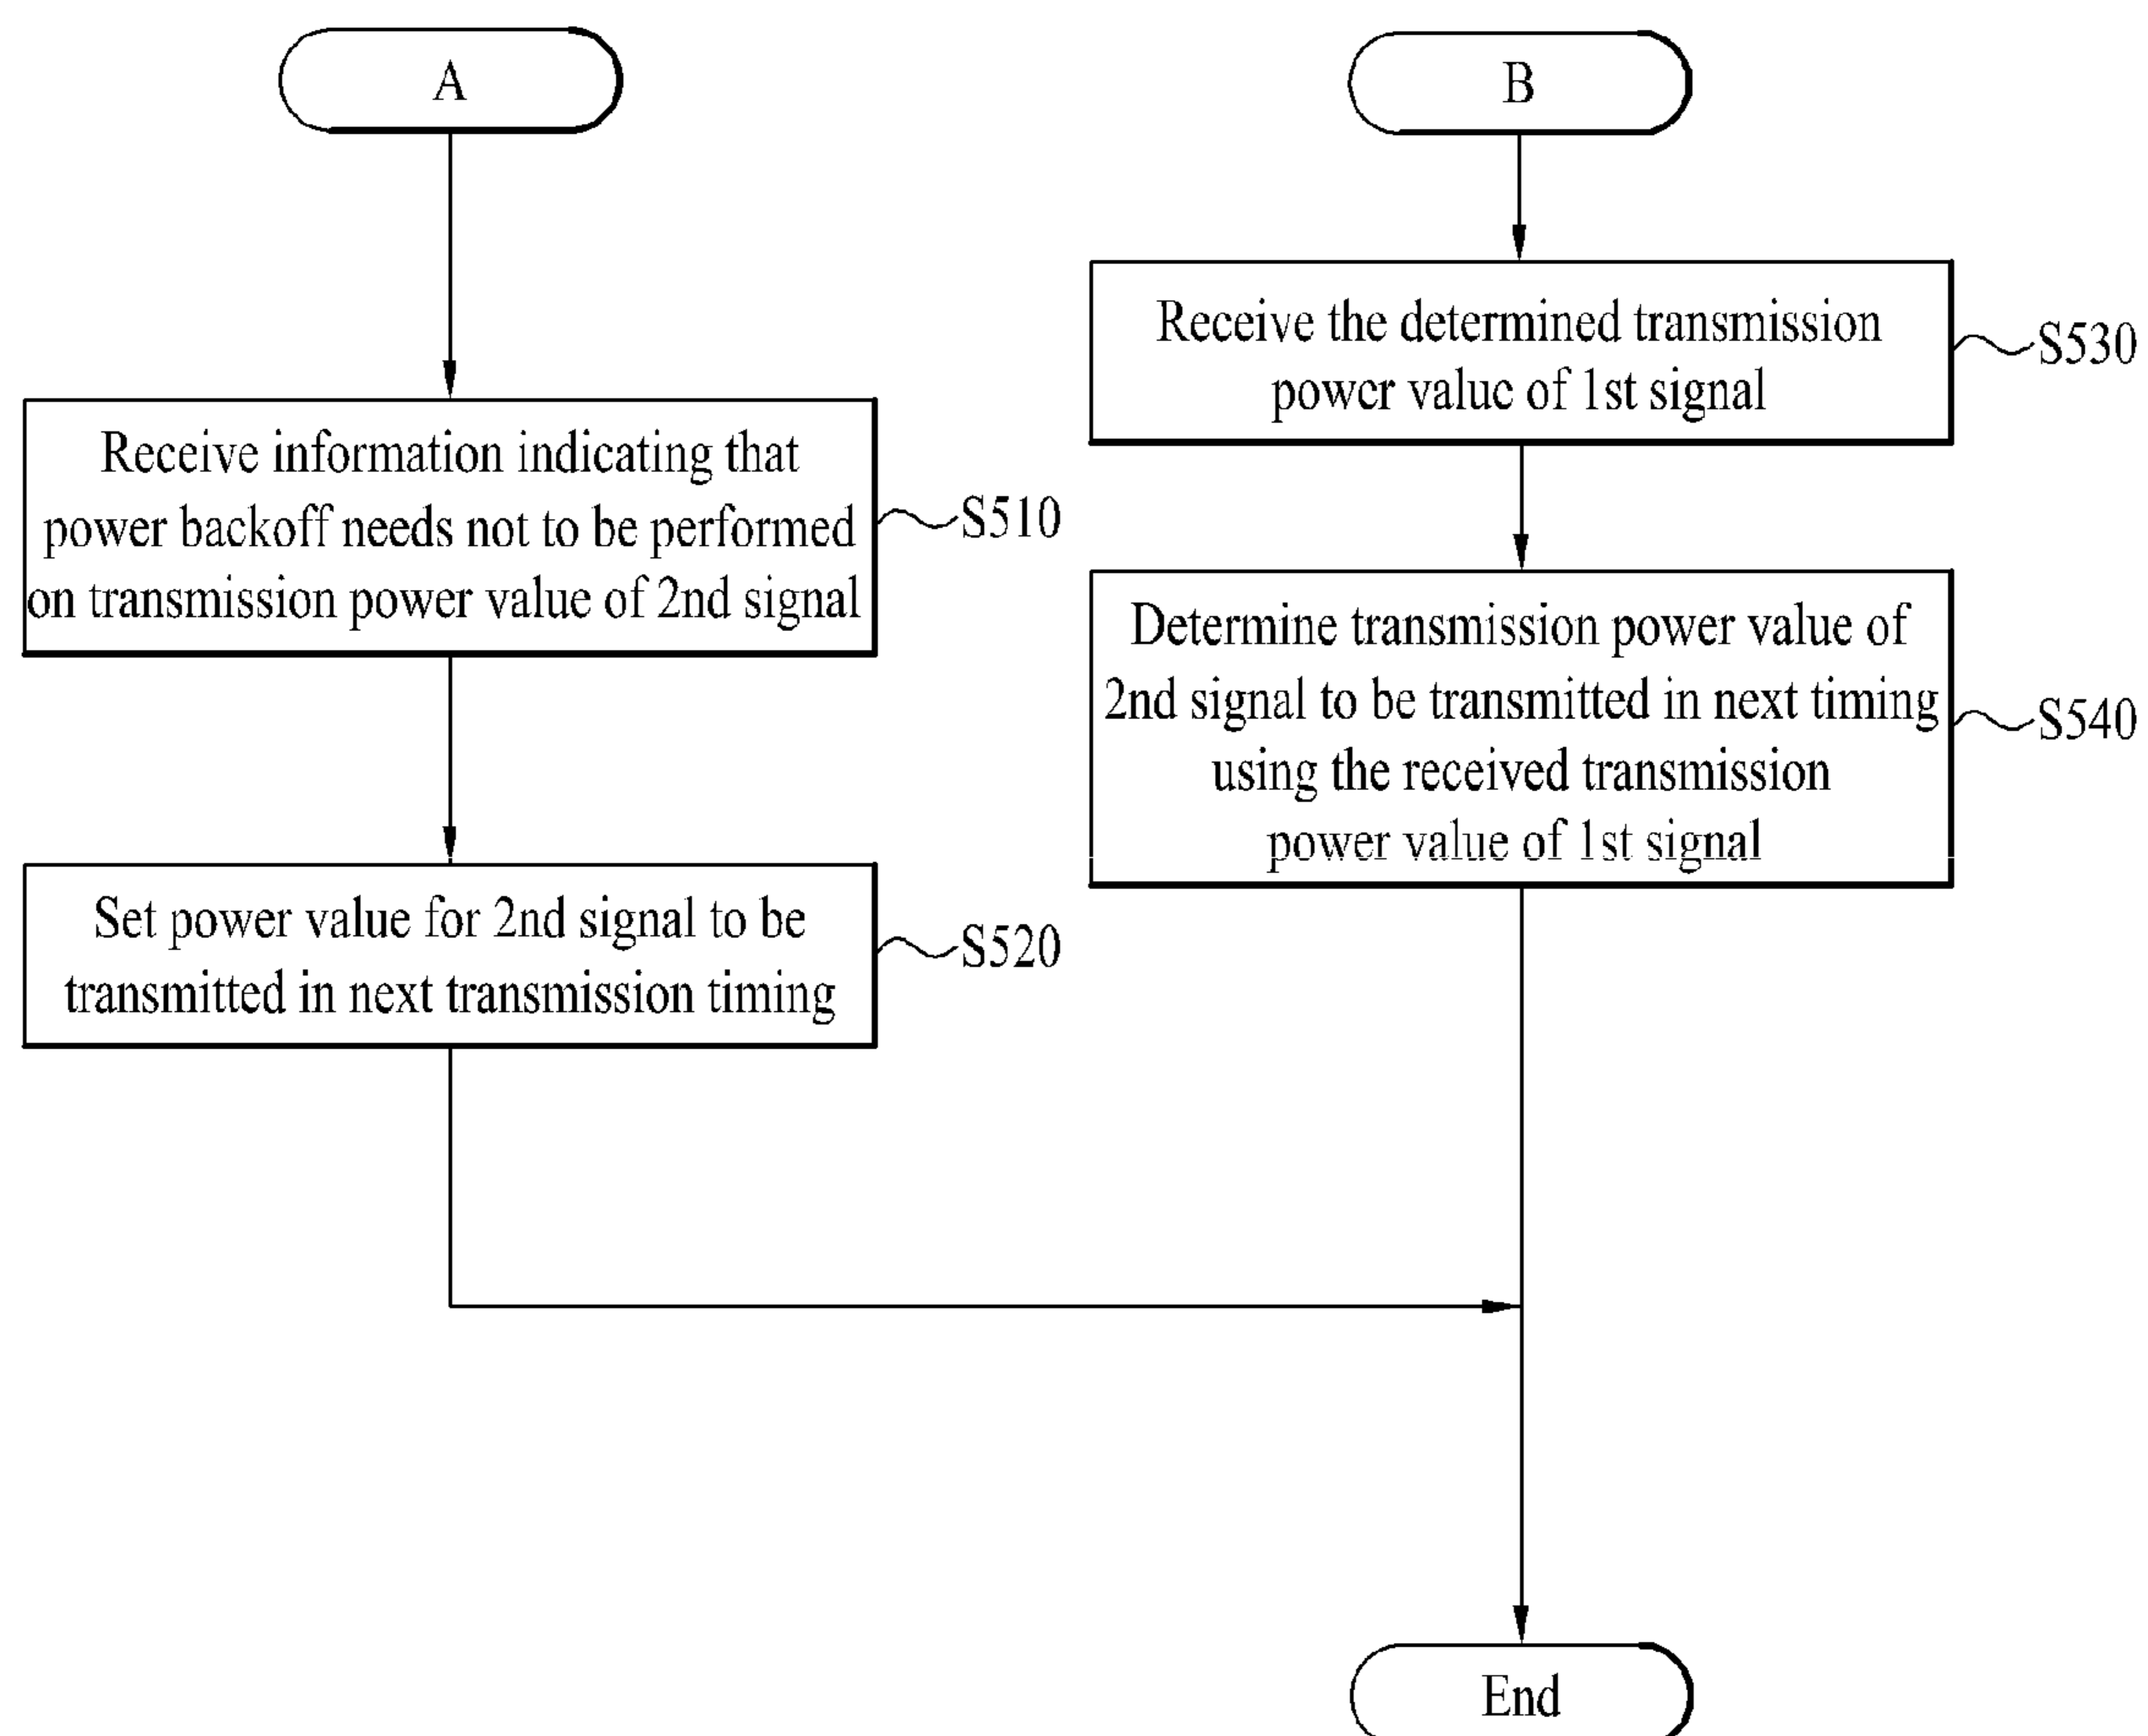 A
Receive information indicating that
power backoff needs not to be performed
on transmission power value of 2nd signal
S510
Set power value for 2nd signal to be
transmitted in next transmission timing
S520
B
Receive the determined transmission
power value of 1st signal
S530
Determine transmission power value of
2nd signal to be transmitted in next timing
using the received transmission
power value of 1st signal
S540
End